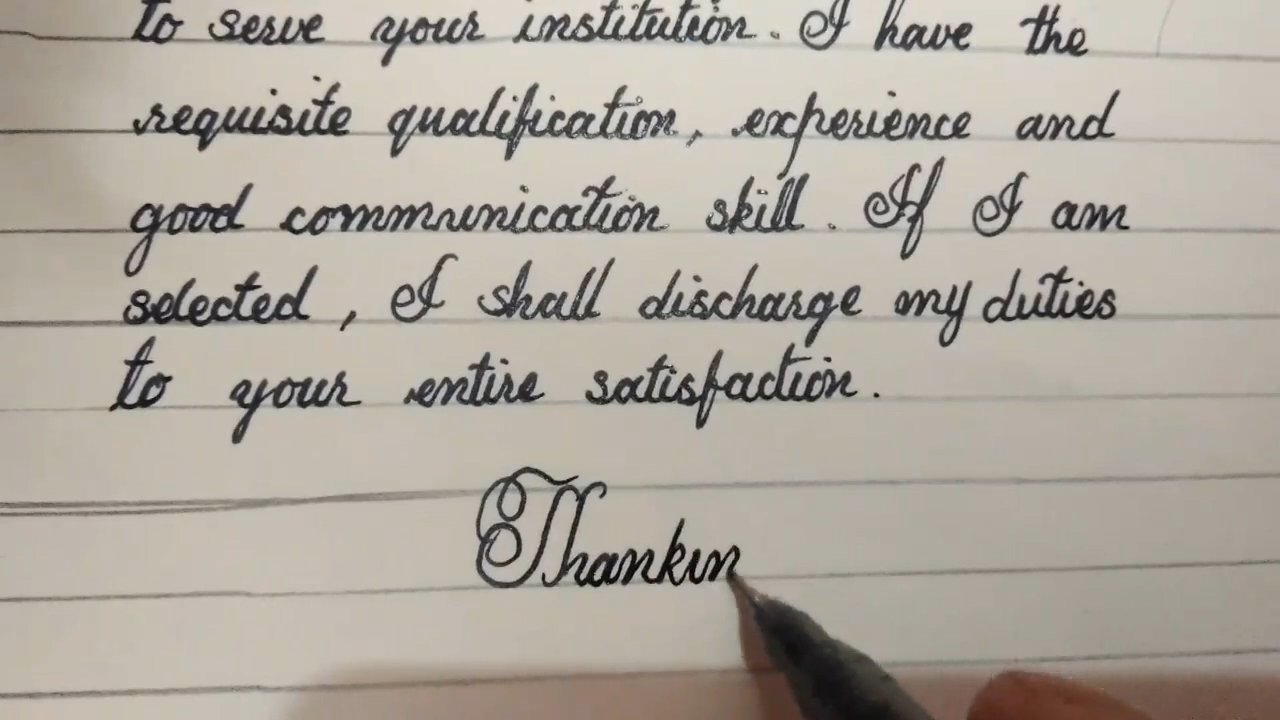 to serve your institution. I have the
requisite qualification, experience and
good communication skill. If I am
selected, I shall discharge my duties
to your entire satisfaction.
Thankin